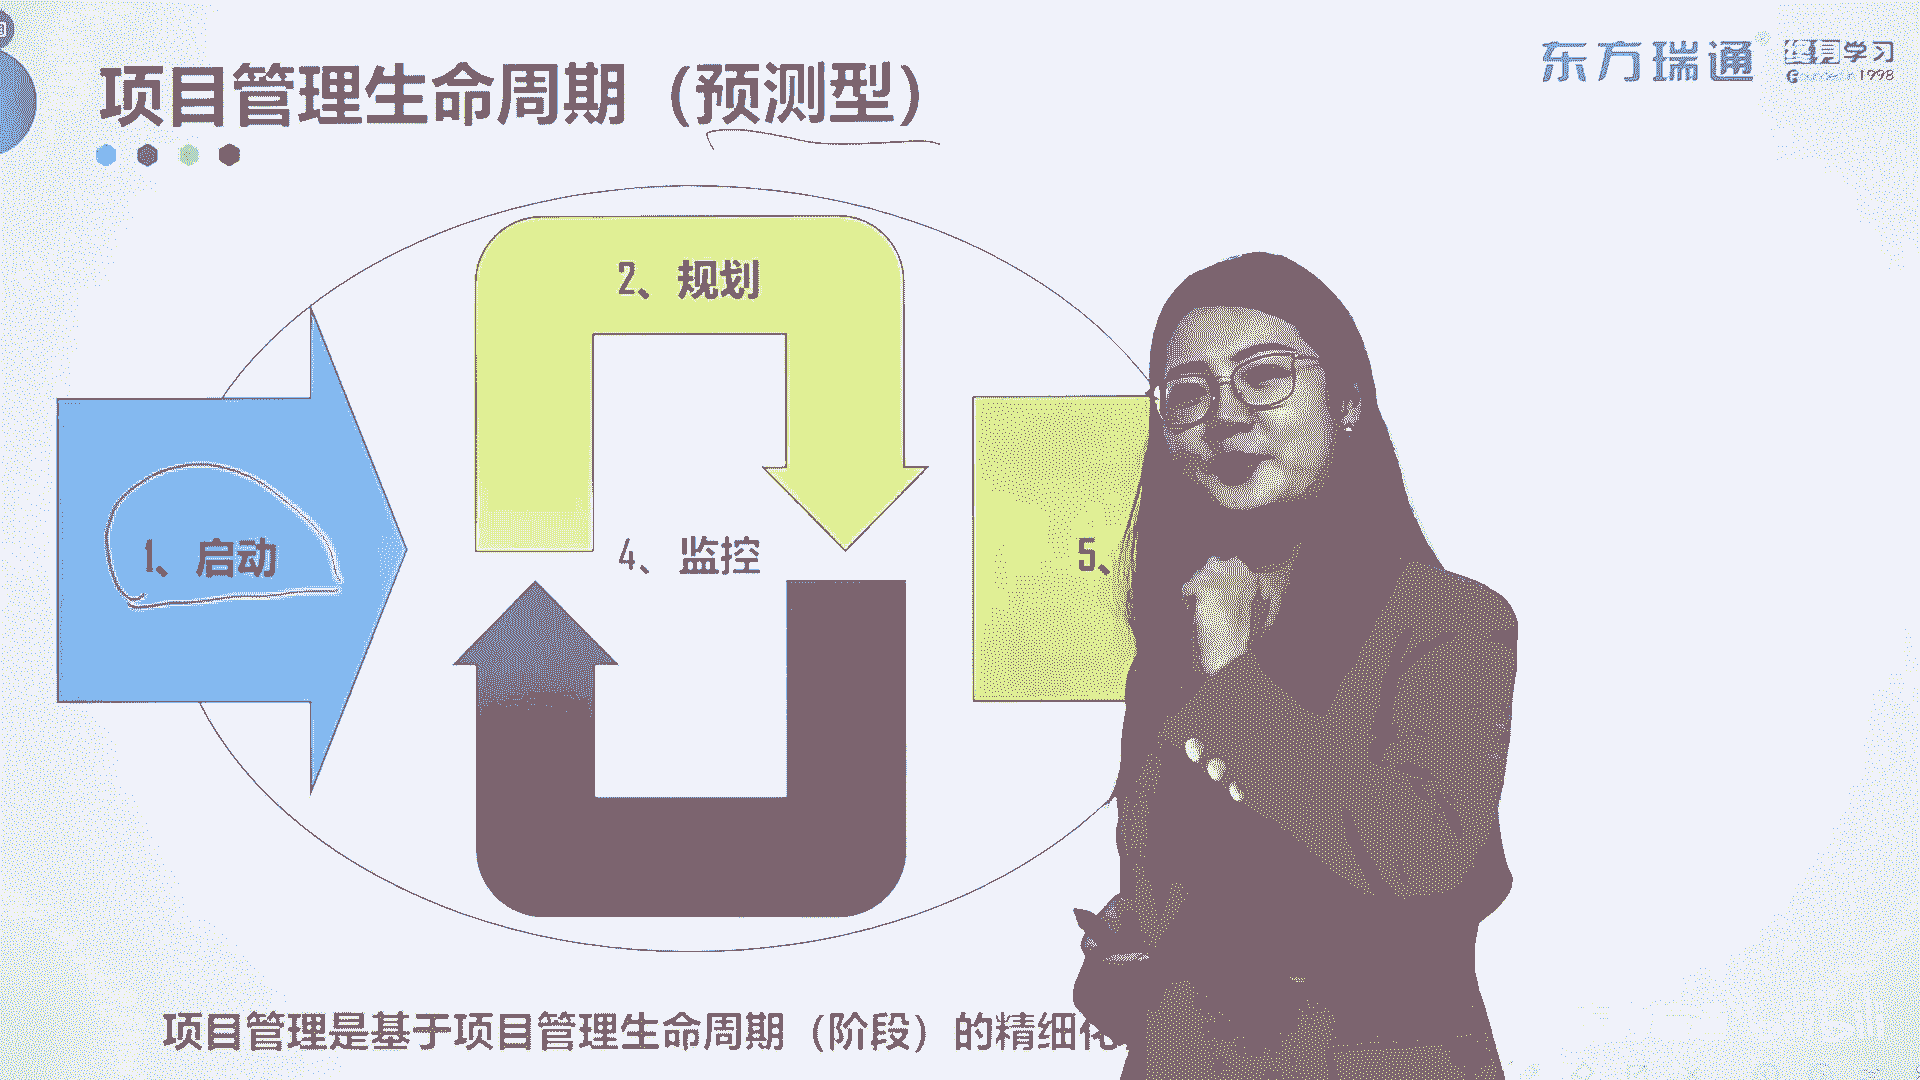 项目管理生命周期（预测型）
东方瑞通
终身学习
1998
2、规划
1、启动
4、监控
5、
项目管理是基于项目管理生命周期（阶段）的精细化